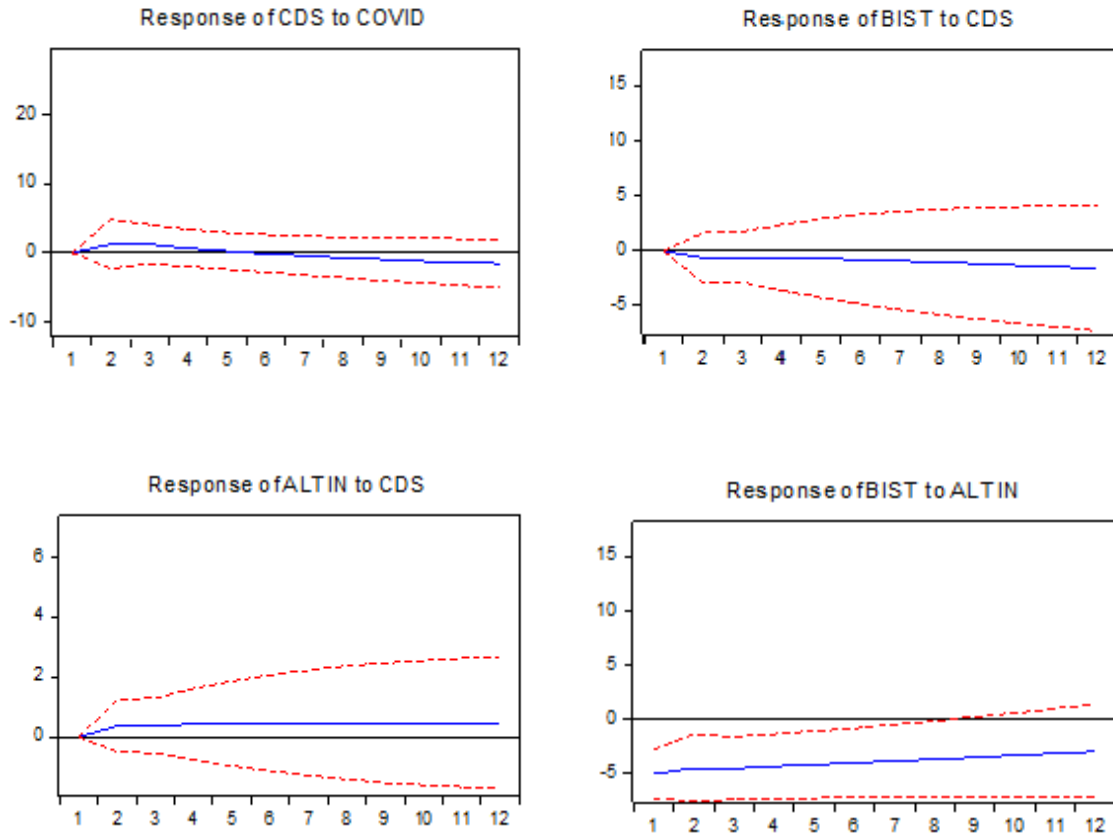 Response of CDS to COVID
20
10
0
-10
1 2 3 4 5 6 7 8 9 10 11 12
Response of BIST to CDS
15
10
5
0
-5
1 2 3 4 5 6 7 8 9 10 11 12
Response of ALTIN to CDS
6
4
2
0
1 2 3 4 5 6 7 8 9 10 11 12
Response of BIST to ALTIN
15
10
5
0
-5
1 2 3 4 5 6 7 8 9 10 11 12